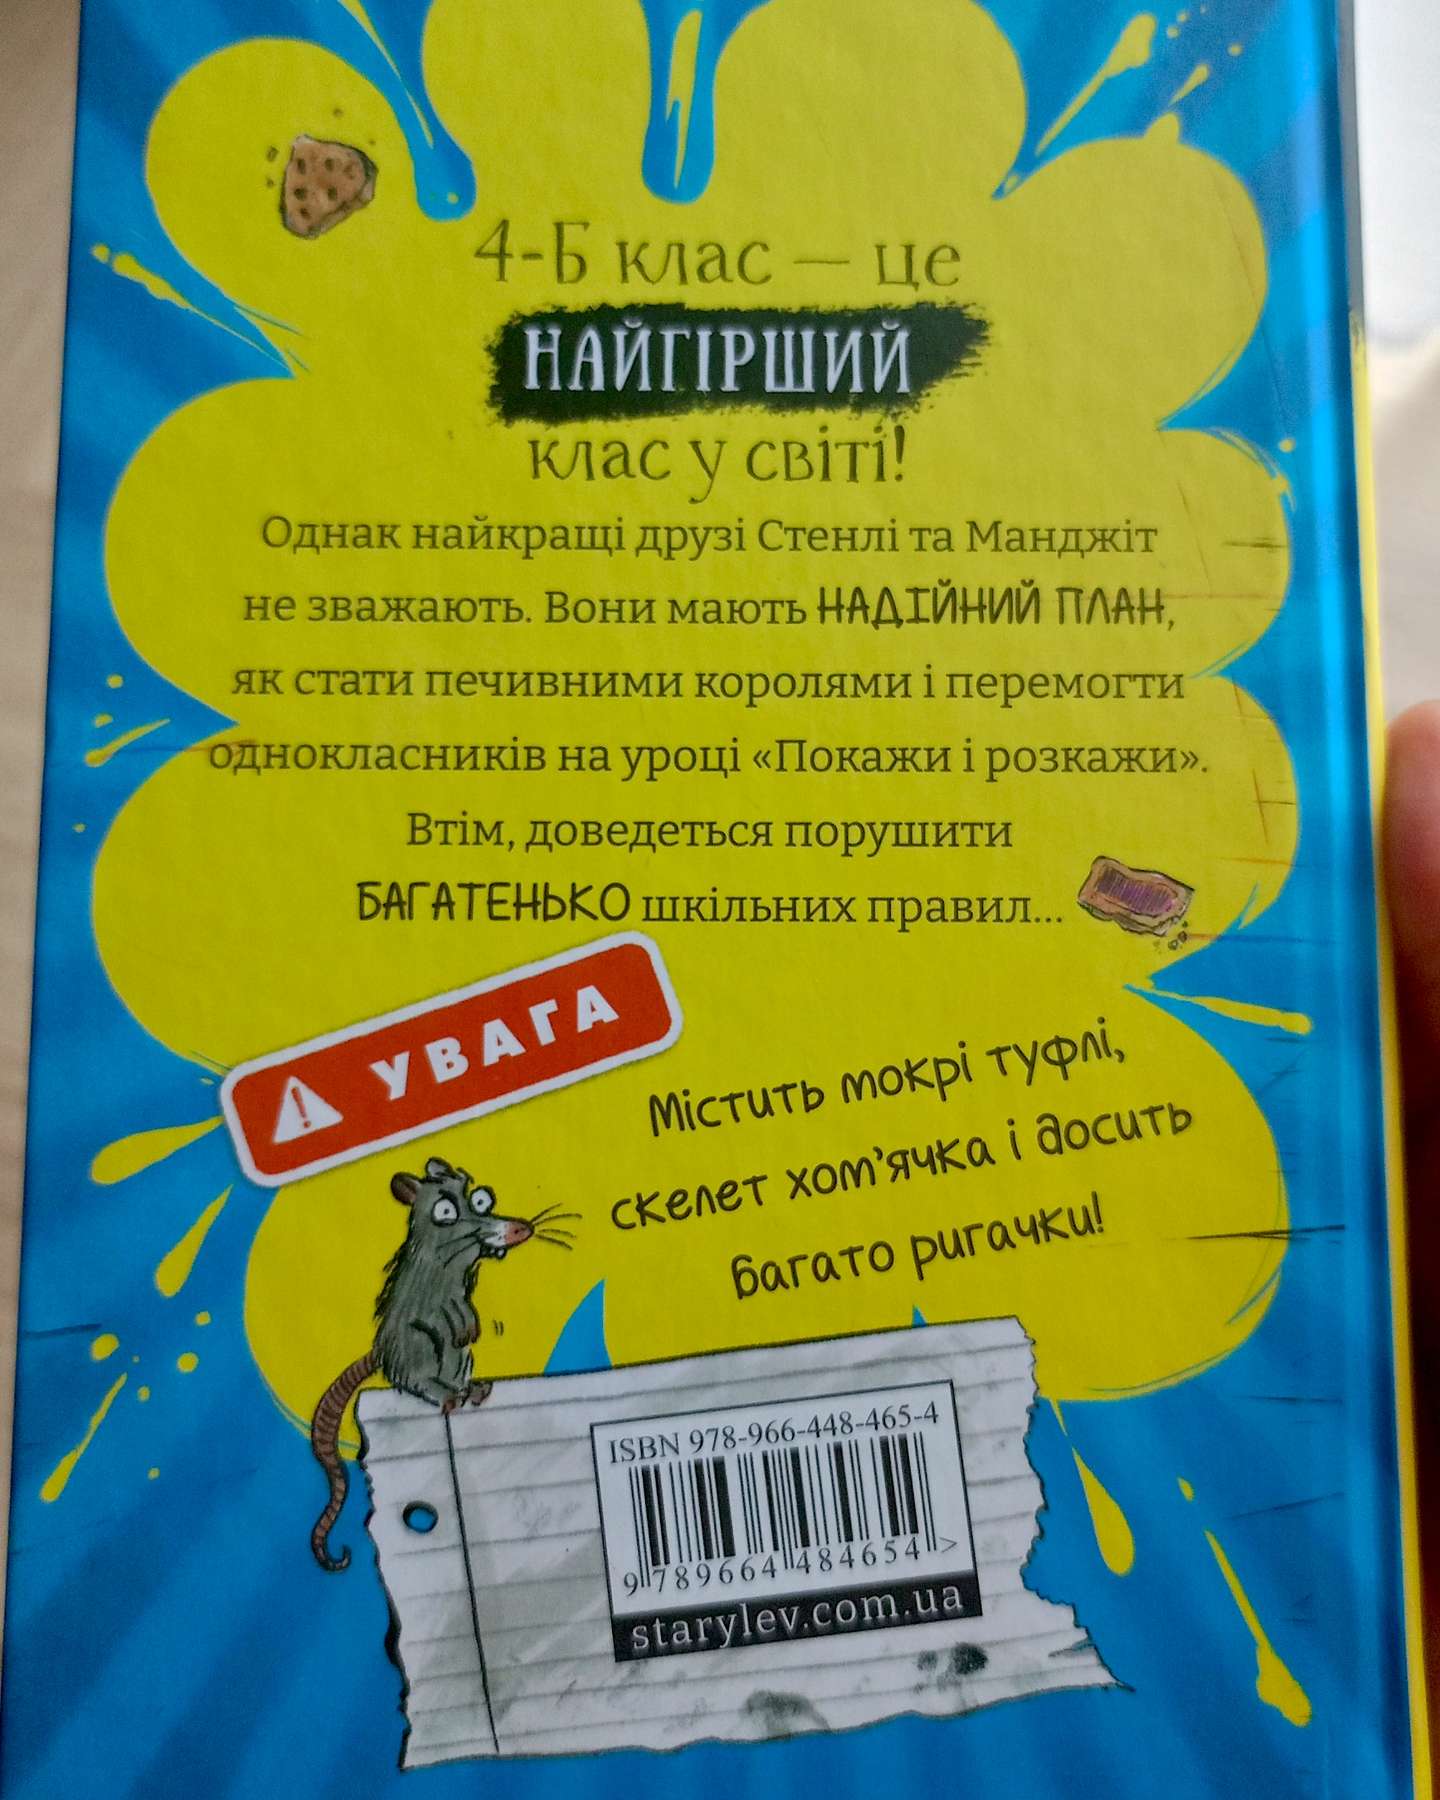 4-Б клас — це
НАЙГІРШИЙ
клас у світі!
Однак найкращі друзі Стенлі та Манджіт
не зважають. Вони мають НАДІЙНИЙ ПЛАН,
як стати печивними королями і перемогти
однокласників на уроці «Покажи і розкажи».
Втім, доведеться порушити
БАГАТЕНЬКО шкільних правил...
УВАГА
Містить мокрі туфлі,
скелет хом’ячка і досить
багато ригачки!
ISBN 978-966-448-465-4
9 789664 484654 >
starylev.com.ua